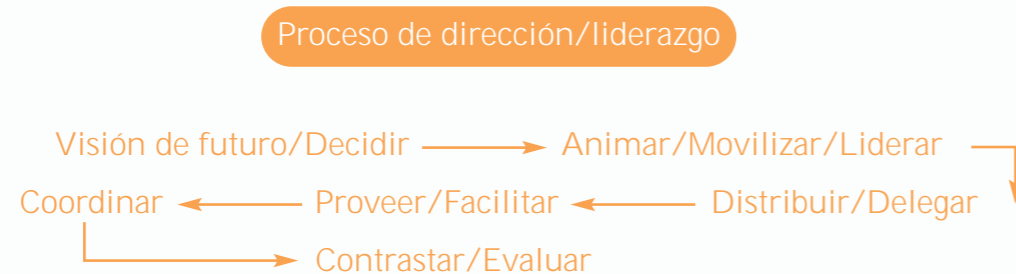 Proceso de dirección/liderazgo
Visión de futuro/Decidir
Animar/Movilizar/Liderar
Distribuir/Delegar
Proveer/Facilitar
Coordinar
Contrastar/Evaluar